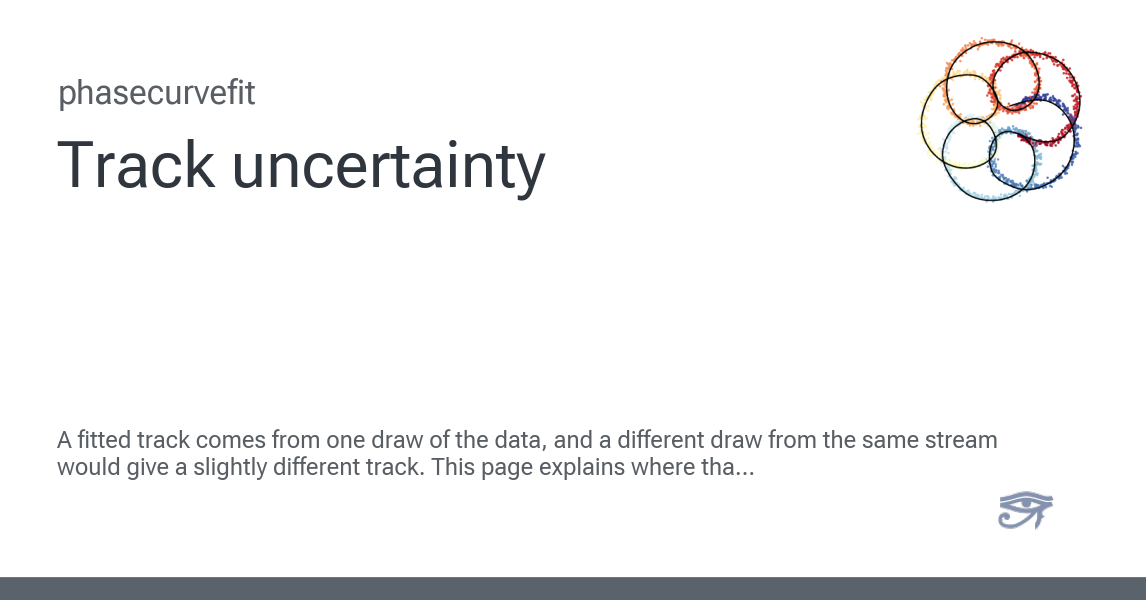 phasecurvefit
Track uncertainty
A fitted track comes from one draw of the data, and a different draw from the same stream
would give a slightly different track. This page explains where tha...